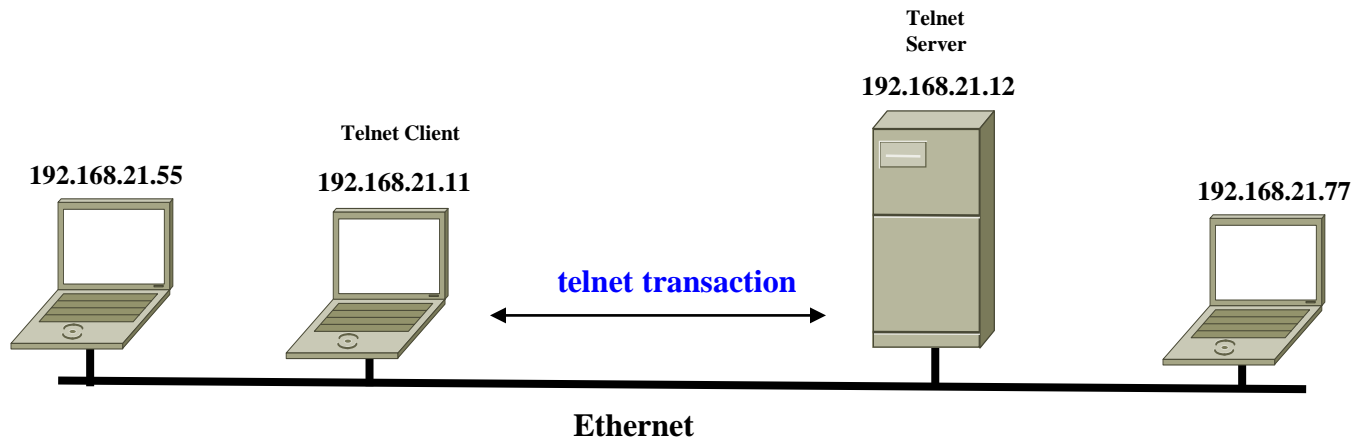 Telnet
Server
192.168.21.12
Telnet Client
192.168.21.55
192.168.21.11
192.168.21.77
telnet transaction
Ethernet